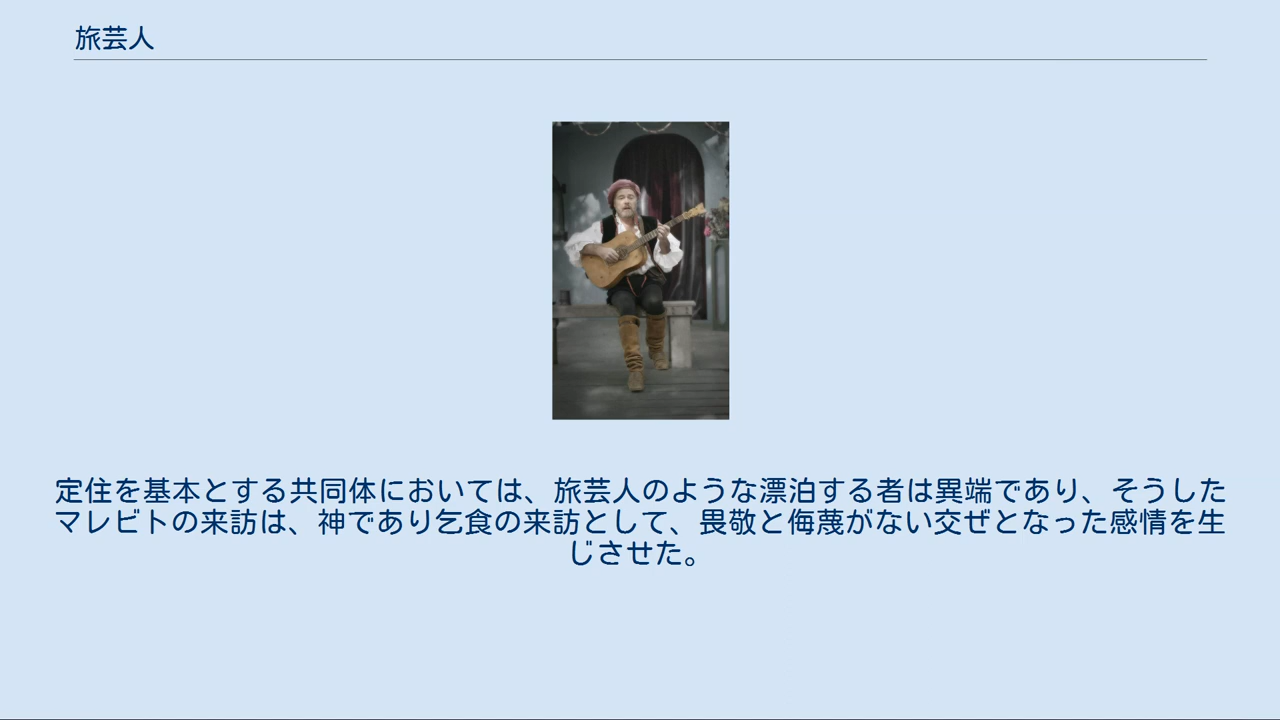 旅芸人
定住を基本とする共同体においては、旅芸人のような漂泊する者は異端であり、そうした
マレビトの来訪は、神であり乞食の来訪として、畏敬と侮蔑がない交ぜとなった感情を生
じさせた。